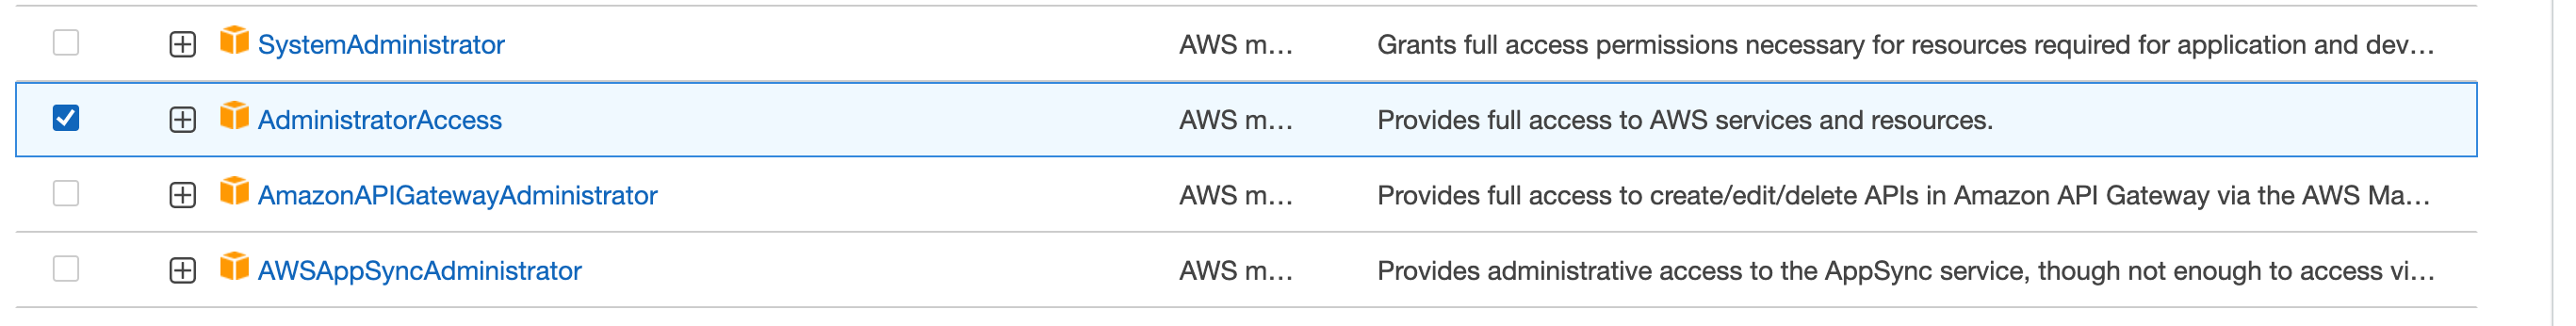 SystemAdministrator AWS m... Grants full access permissions necessary for resources required for application and dev...
AdministratorAccess AWS m... Provides full access to AWS services and resources.
AmazonAPIGatewayAdministrator AWS m... Provides full access to create/edit/delete APIs in Amazon API Gateway via the AWS Ma...
AWSAppSyncAdministrator AWS m... Provides administrative access to the AppSync service, though not enough to access vi...